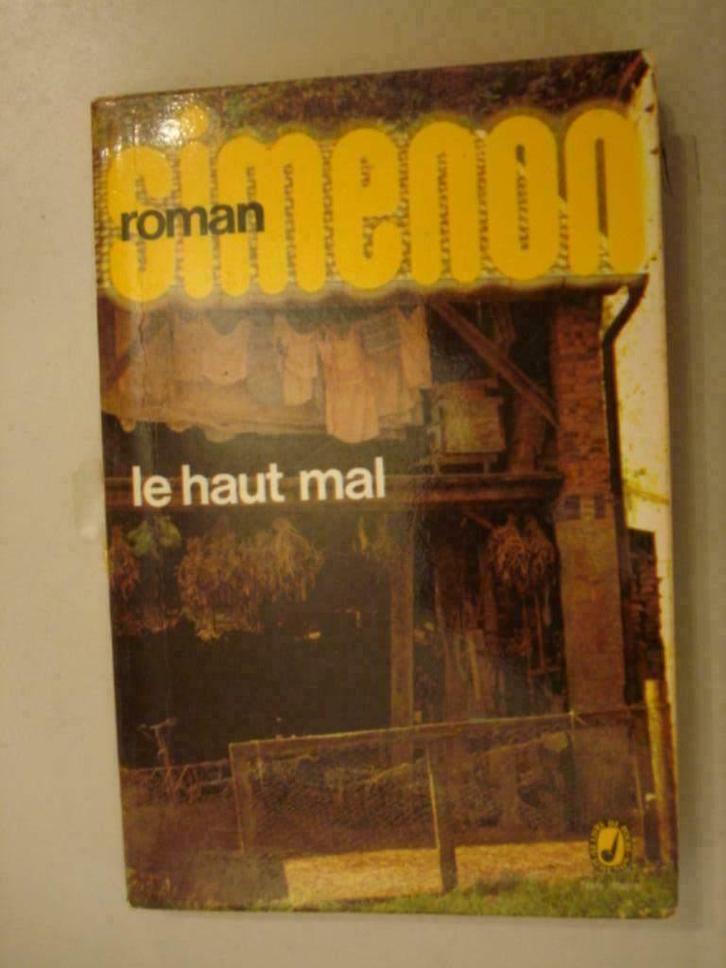 simenon
roman
le haut mal